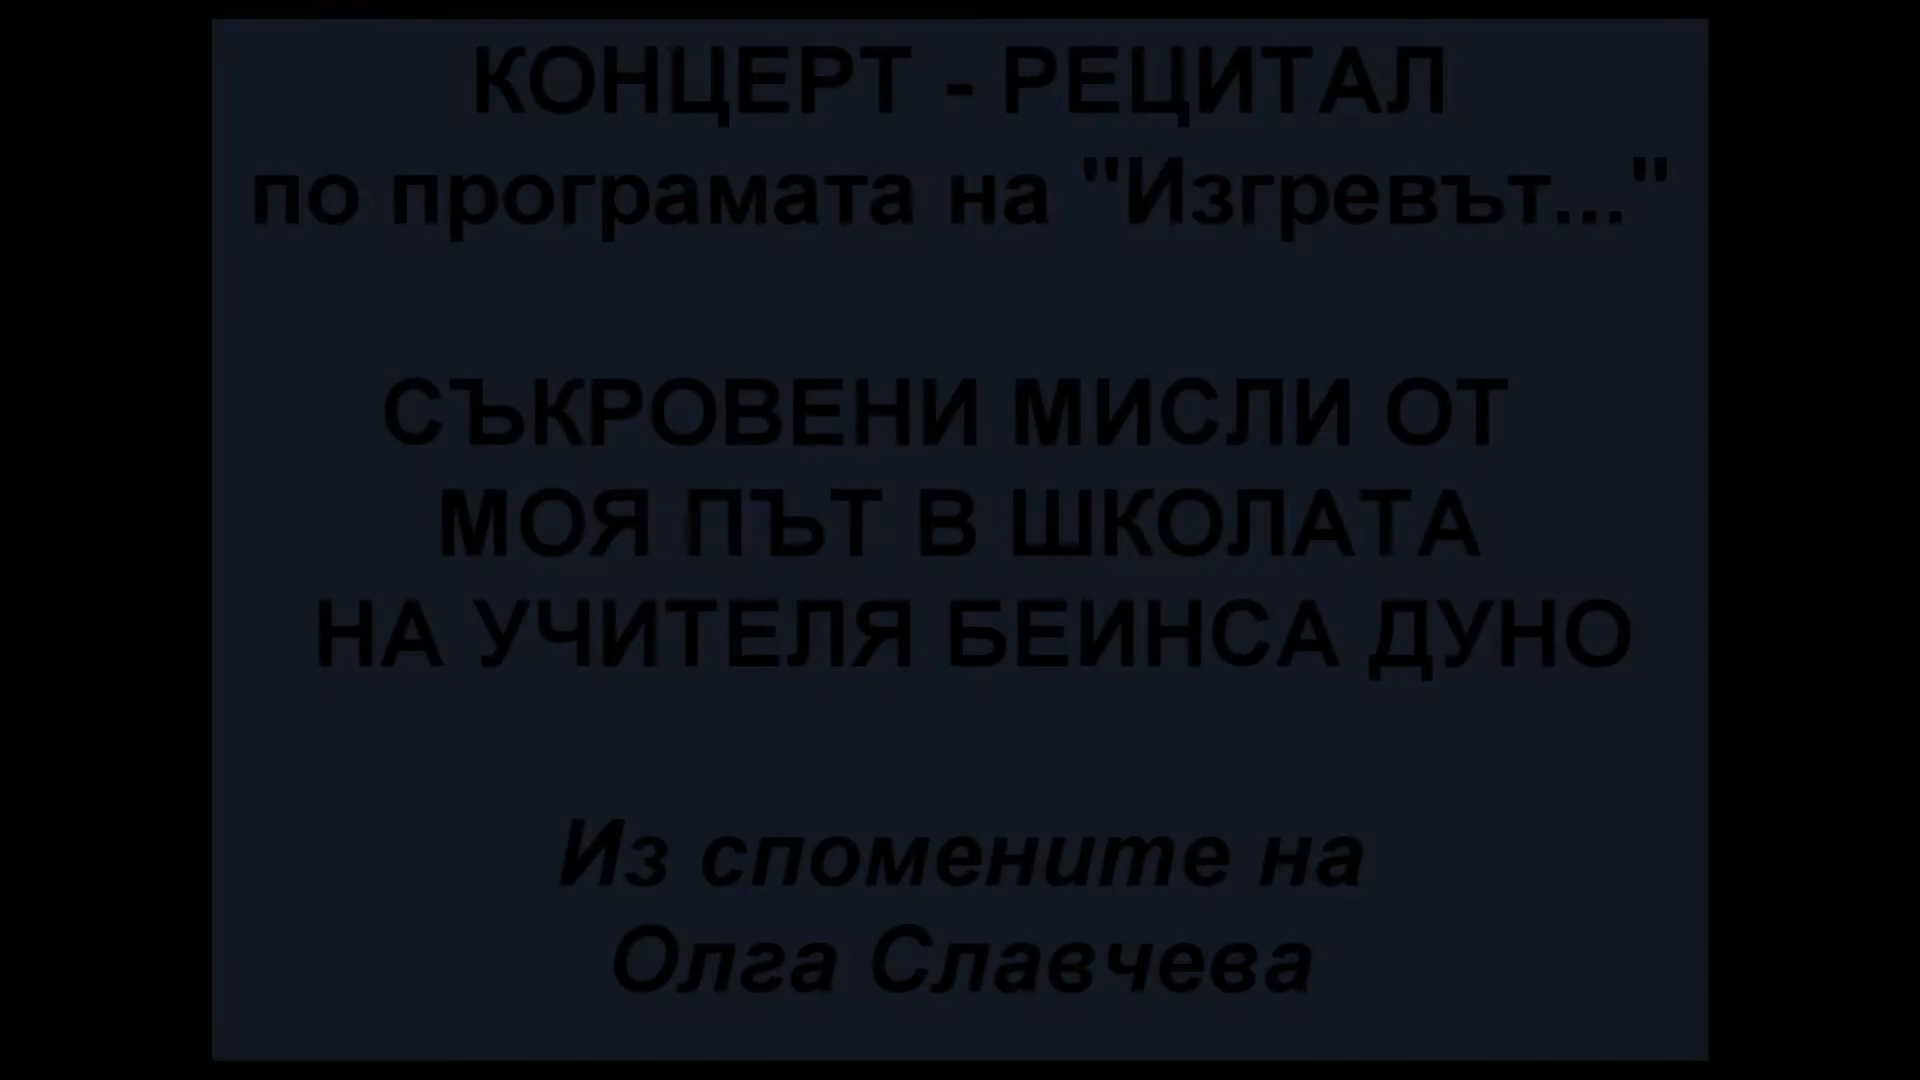 КОНЦЕРТ - РЕЦИТАЛ
по програмата на "Изгревът..."
СЪКРОВЕНИ МИСЛИ ОТ
МОЯ ПЪТ В ШКОЛАТА
НА УЧИТЕЛЯ БЕИНСА ДУНО
Из спомените на
Олга Славчева